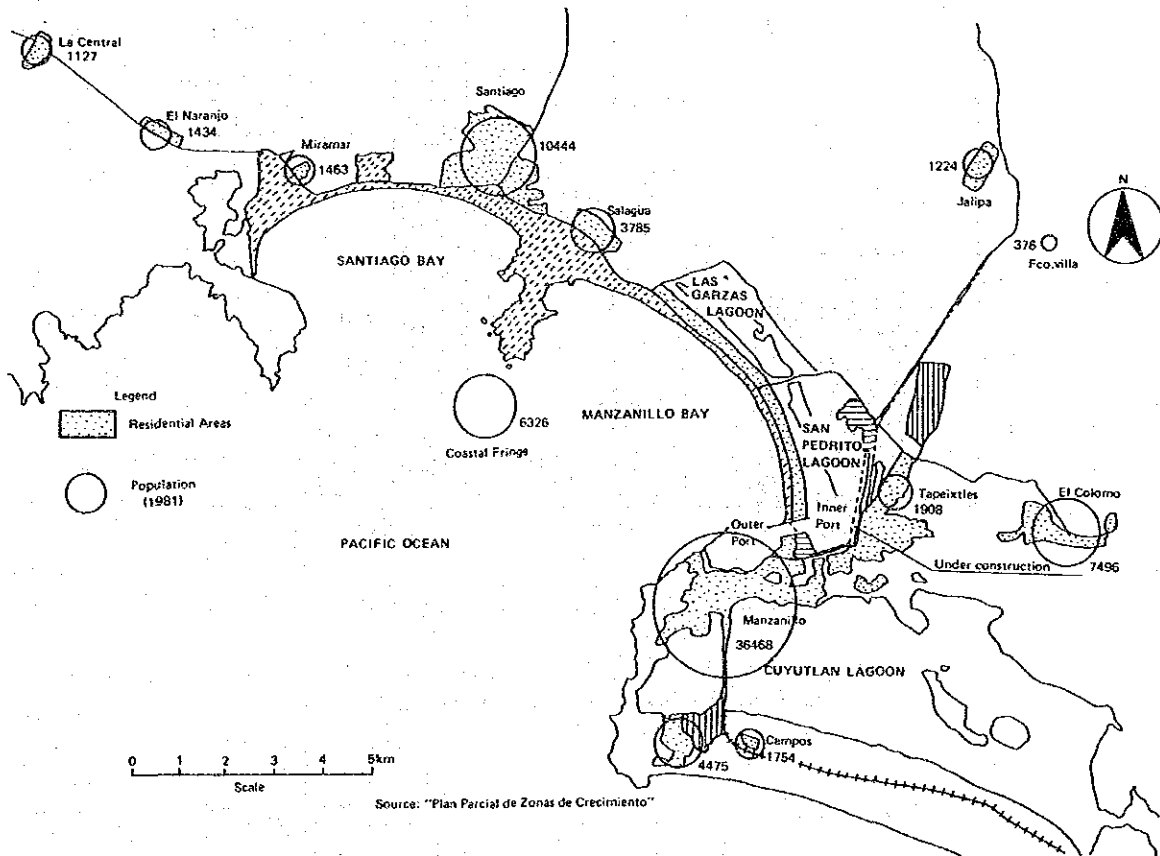 La Central
1127
El Naranjo
1434
Miramar
1463
Santiago
10444
Salagua
3785
1224
Jalipa
N
376
Fco.villa
SANTIAGO BAY
LAS
GARZAS
LAGOON
Legend
Residential Areas
Population
(1981)
6326
Coastal Fringe
MANZANILLO BAY
SAN
PEDRITO
LAGOON
PACIFIC OCEAN
Outer
Port
Inner
Port
Tapeixtles
1908
El Colomo
7496
Under construction
Manzanillo
36468
CUYUTLAN LAGOON
4475
Campos
1754
0 1 2 3 4 5km
Scale
Source: "Plan Parcial de Zonas de Crecimiento"